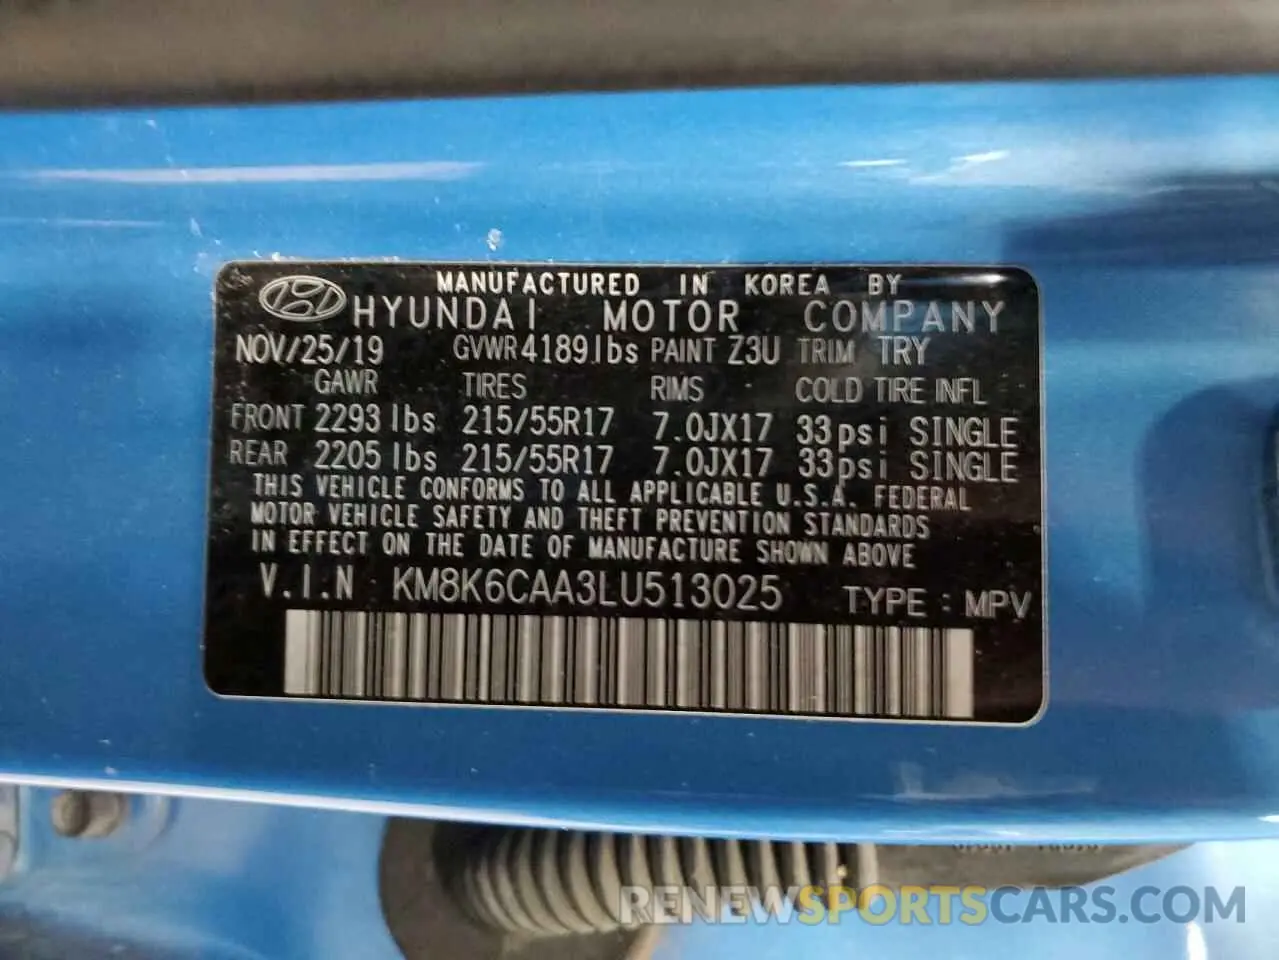 MANUFACTURED IN KOREA BY
HYUNDAI MOTOR COMPANY
NOV/25/19 GVWR 4189lbs PAINT Z3U TRIM TRY
GAWR TIRES RIMS COLD TIRE INFL
FRONT 2293 lbs 215/55R17 7.0JX17 33psi SINGLE
REAR 2205 lbs 215/55R17 7.0JX17 33psi SINGLE
THIS VEHICLE CONFORMS TO ALL APPLICABLE U.S.A. FEDERAL
MOTOR VEHICLE SAFETY AND THEFT PREVENTION STANDARDS
IN EFFECT ON THE DATE OF MANUFACTURE SHOWN ABOVE
V.I.N KM8K6CAA3LU513025 TYPE : MPV
RENEWSPORTSCARS.COM